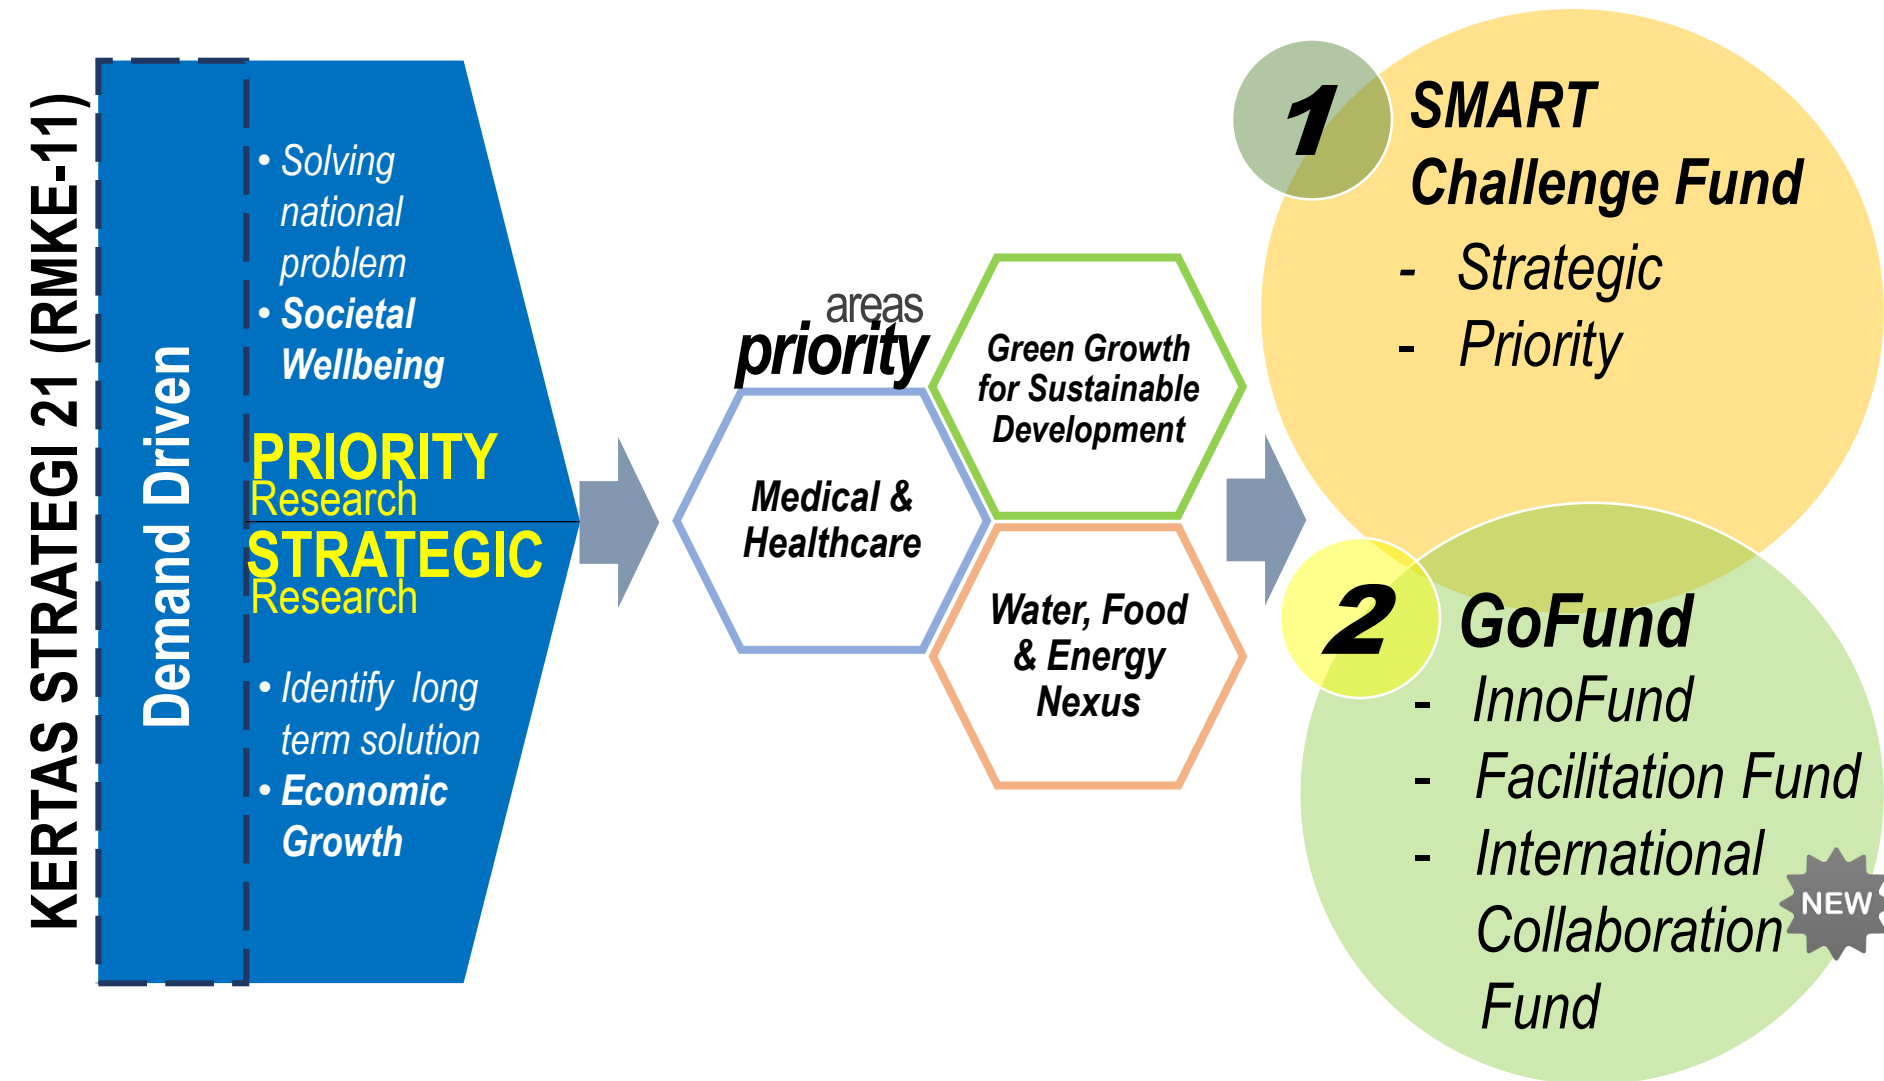 KERTAS STRATEGI 21 (RMKE-11)
Demand Driven
• Solving
national
problem
• Societal
Wellbeing
PRIORITY
Research
STRATEGIC
Research
• Identify long
term solution
• Economic
Growth
areas
priority
Medical &
Healthcare
Green Growth
for Sustainable
Development
Water, Food
& Energy
Nexus
1
SMART
Challenge Fund
- Strategic
- Priority
2
GoFund
- InnoFund
- Facilitation Fund
- International
Collaboration
Fund
NEW